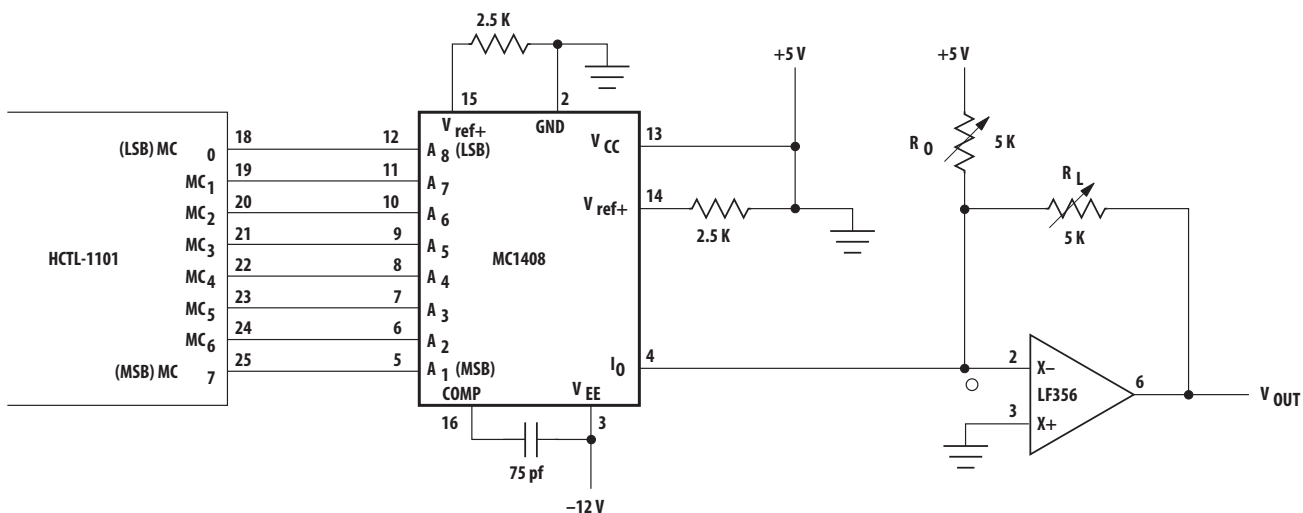 2.5 K
+5 V
+5 V
15
2
V ref+
GND
(LSB) MC 0
18
12
A 8 (LSB)
V CC
13
R O
5 K
MC 1
19
11
A 7
R L
MC 2
20
10
A 6
V ref+
14
2.5 K
5 K
MC 3
21
9
A 5
HCTL-1101
MC1408
MC 4
22
8
A 4
23
7
A 3
MC 5
24
6
A 2
MC 6
(MSB) MC 7
25
5
A 1 (MSB)
I O
4
2
X–
LF356
6
V OUT
3
X+
COMP
V EE
16
3
75 pf
–12 V